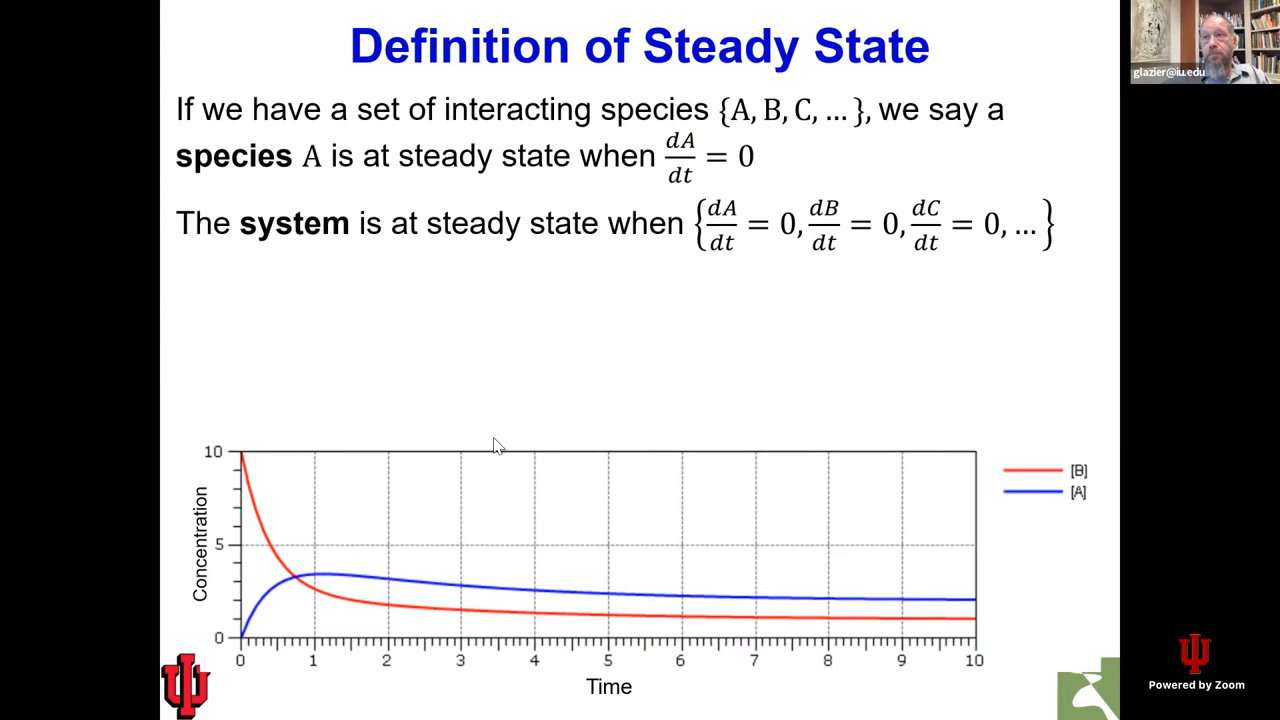 Definition of Steady State
glazier@iu.edu
If we have a set of interacting species {A, B, C, … }, we say a
species A is at steady state when dA/dt = 0
The system is at steady state when {dA/dt = 0, dB/dt = 0, dC/dt = 0, … }
10
5
0
Concentration
[B]
[A]
0 1 2 3 4 5 6 7 8 9 10
Time
Powered by Zoom